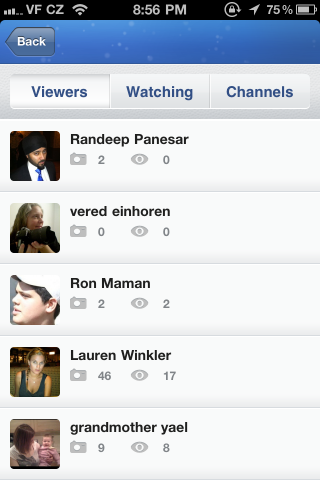 VF CZ 8:56 PM 75%
Back
Viewers Watching Channels
Randeep Panesar
2 0
vered einhoren
0 0
Ron Maman
2 2
Lauren Winkler
46 17
grandmother yael
9 8